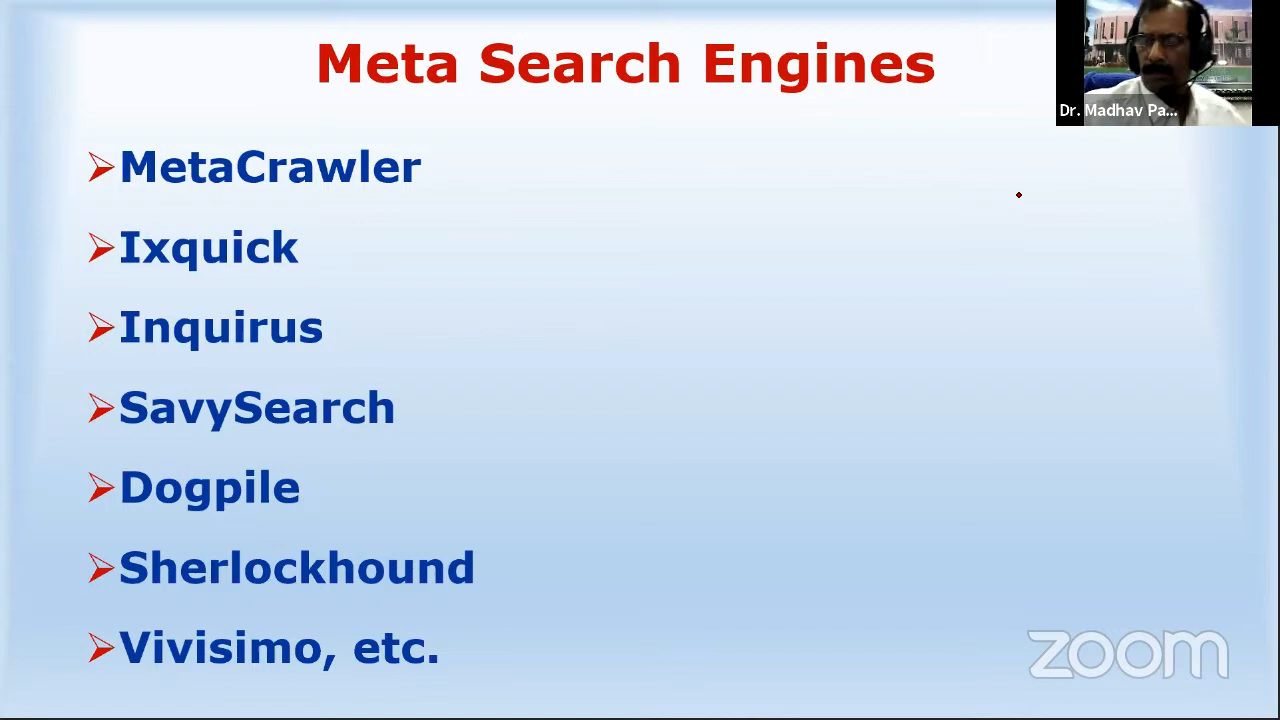 Meta Search Engines
Dr. Madhav Pa...
MetaCrawler
Ixquick
Inquirus
SavySearch
Dogpile
Sherlockhound
Vivisimo, etc.
zoom